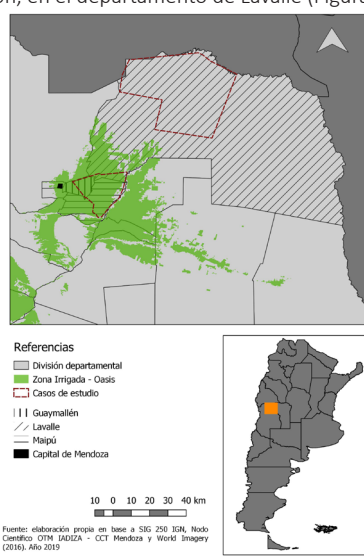 ón, en el departamento de Lavalle (Figura
Referencias
División departamental
Zona Irrigada - Oasis
Casos de estudio
Guaymallén
Lavalle
Maipú
Capital de Mendoza
10 0 10 20 30 40 km
Fuente: elaboración propia en base a SIG 250 IGN, Nodo
Científico OTM IADIZA - CCT Mendoza y World Imagery
(2016). Año 2019